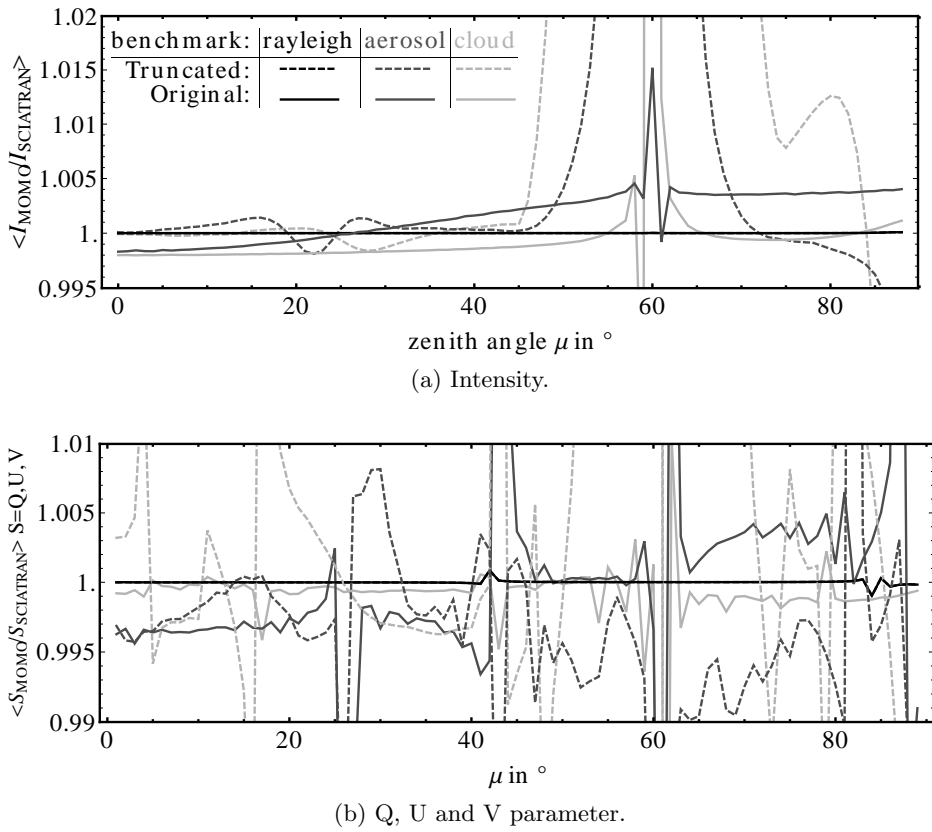 1.02
1.015
1.01
1.005
1.
0.995
<I_MOMO/I_SCIATRAN>
benchmark: rayleigh aerosol cloud
Truncated:
Original:
0 20 40 60 80
zenith angle μ in °
(a) Intensity.
1.01
1.005
1.
0.995
0.99
<S_MOMO/S_SCIATRAN> S=Q,U,V
0 20 40 60 80
μ in °
(b) Q, U and V parameter.